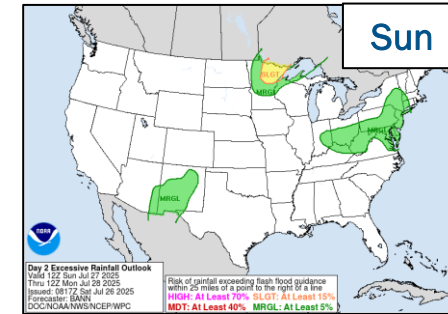 Sun
SLGT
MRGL
MRGL
MRGL
NOAA
Day 2 Excessive Rainfall Outlook
Valid 12Z Sun Jul 27 2025
Thru 12Z Mon Jul 28 2025
Issued: 0817Z Sat Jul 26 2025
Forecaster: BANN
DOC/NOAA/NWS/NCEP/WPC
Risk of rainfall exceeding flash flood guidance
within 25 miles of a point to the right of a line
HIGH: At Least 70% SLGT: At Least 15%
MDT: At Least 40% MRGL: At Least 5%